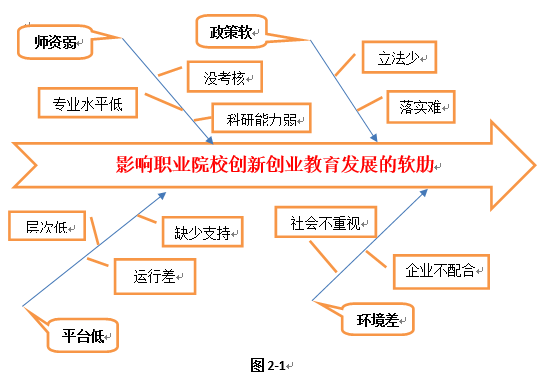 师资弱
政策软
立法少
没考核
专业水平低
落实难
科研能力弱
影响职业院校创新创业教育发展的软肋
层次低
缺少支持
社会不重视
运行差
企业不配合
平台低
环境差
图 2-1